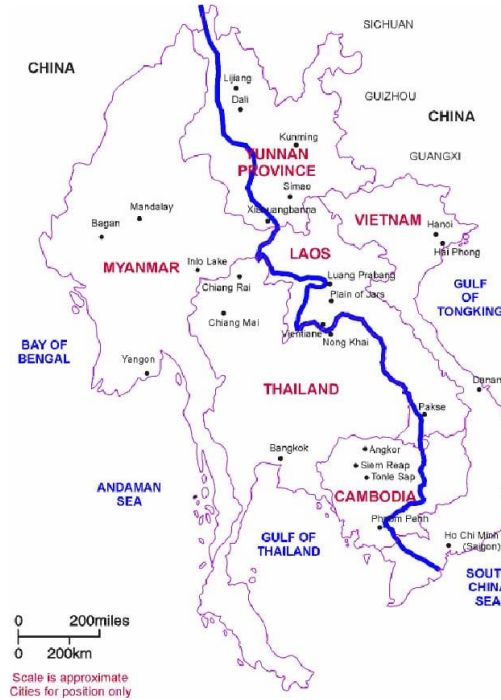 SICHUAN
CHINA
Lijiang
Dali
GUIZHOU
CHINA
Kunming
GUANGXI
YUNNAN
PROVINCE
Simao
Xishuangbanna
VIETNAM
Mandalay
Hanoi
Bagan
Hai Phong
LAOS
MYANMAR
Inlo Lake
Chiang Rai
Luang Prabang
Plain of Jars
GULF
OF
TONGKING
Chiang Mai
Vientiane
Nong Khai
BAY OF
BENGAL
Yangon
THAILAND
Danan
Pakse
Bangkok
Angkor
Siem Reap
Tonle Sap
ANDAMAN
SEA
CAMBODIA
Phnom Penh
GULF OF
THAILAND
Ho Chi Minh
(Saigon)
SOUT
CHINA
SEA
0 200miles
0 200km
Scale is approximate
Cities for position only